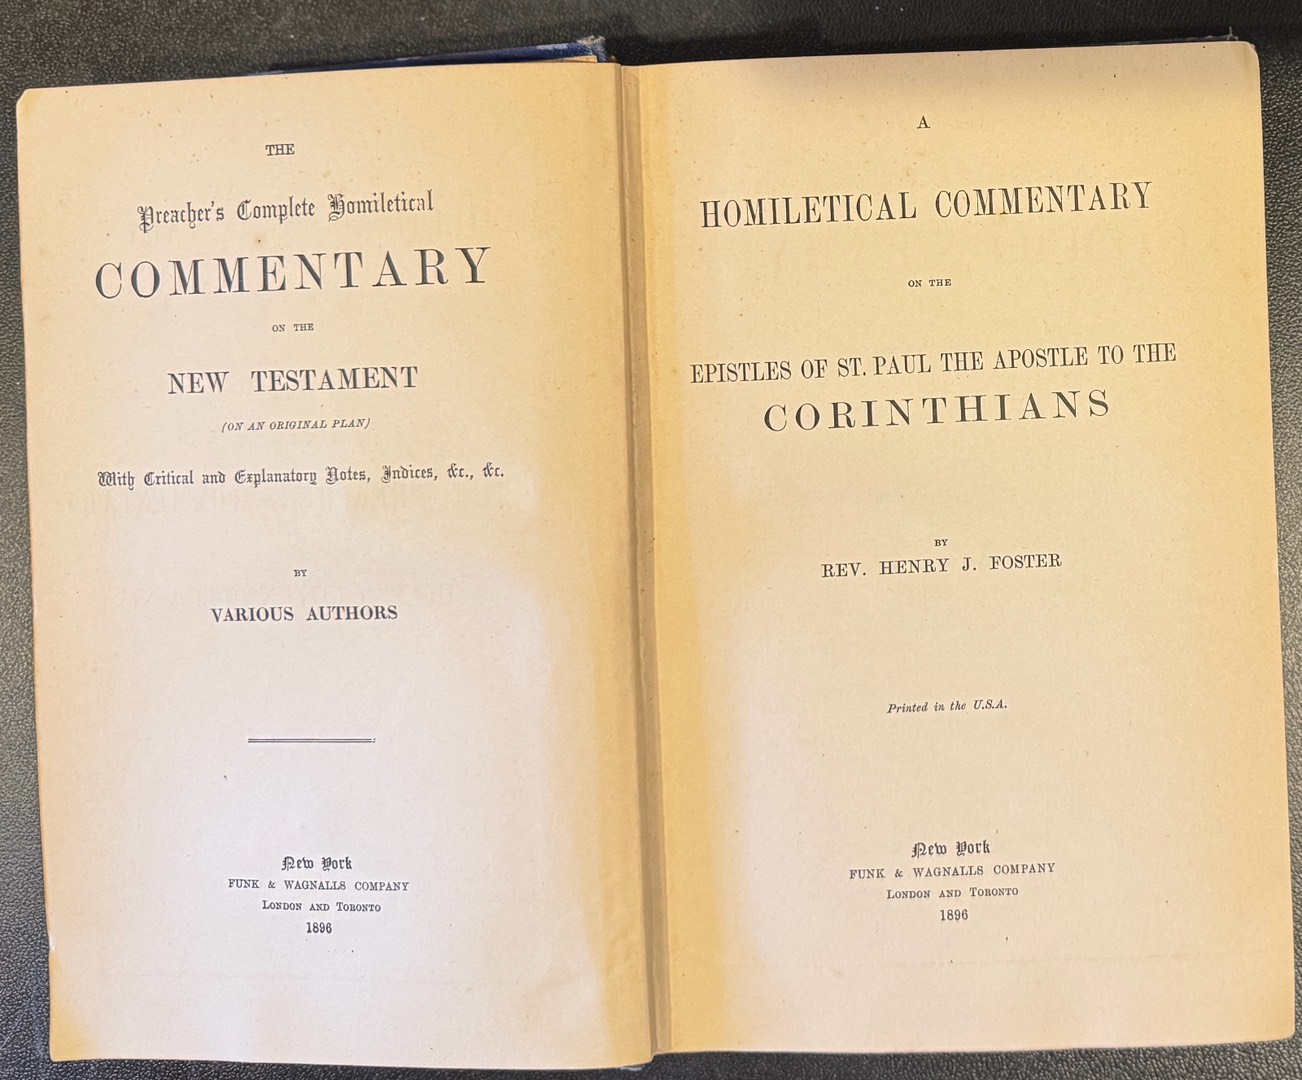 THE
Preacher's Complete Homiletical
COMMENTARY
ON THE
NEW TESTAMENT
(ON AN ORIGINAL PLAN)
With Critical and Explanatory Notes, Indices, &c., &c.
BY
VARIOUS AUTHORS
New York
FUNK & WAGNALLS COMPANY
LONDON AND TORONTO
1896
A
HOMILETICAL COMMENTARY
ON THE
EPISTLES OF ST. PAUL THE APOSTLE TO THE
CORINTHIANS
BY
REV. HENRY J. FOSTER
Printed in the U.S.A.
New York
FUNK & WAGNALLS COMPANY
LONDON AND TORONTO
1896